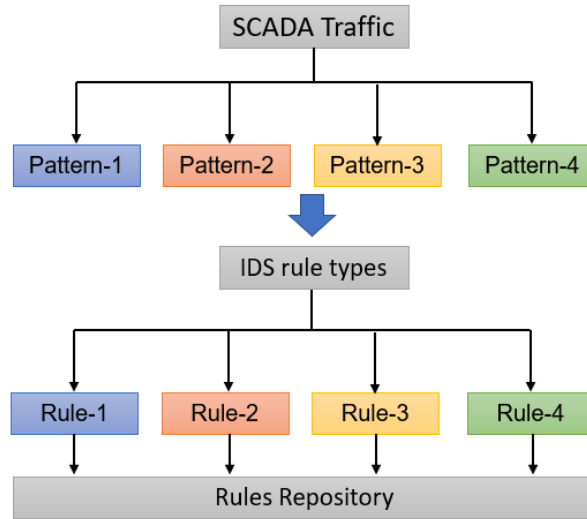 SCADA Traffic
Pattern-1
Pattern-2
Pattern-3
Pattern-4
IDS rule types
Rule-1
Rule-2
Rule-3
Rule-4
Rules Repository